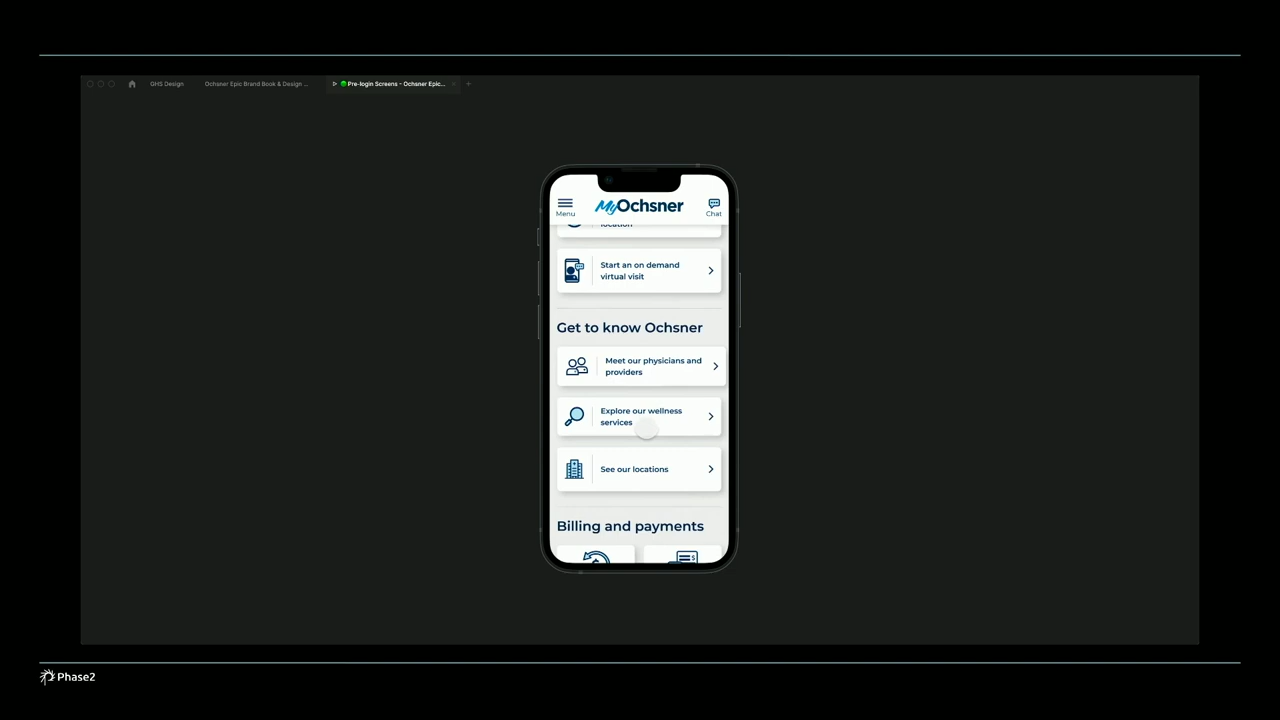 GHS Design
Ochsner Epic Brand Book & Design ...
Pre-login Screens - Ochsner Epic...
Menu
MyOchsner
Chat
location
Start an on demand
virtual visit
Get to know Ochsner
Meet our physicians and
providers
Explore our wellness
services
See our locations
Billing and payments
Phase2